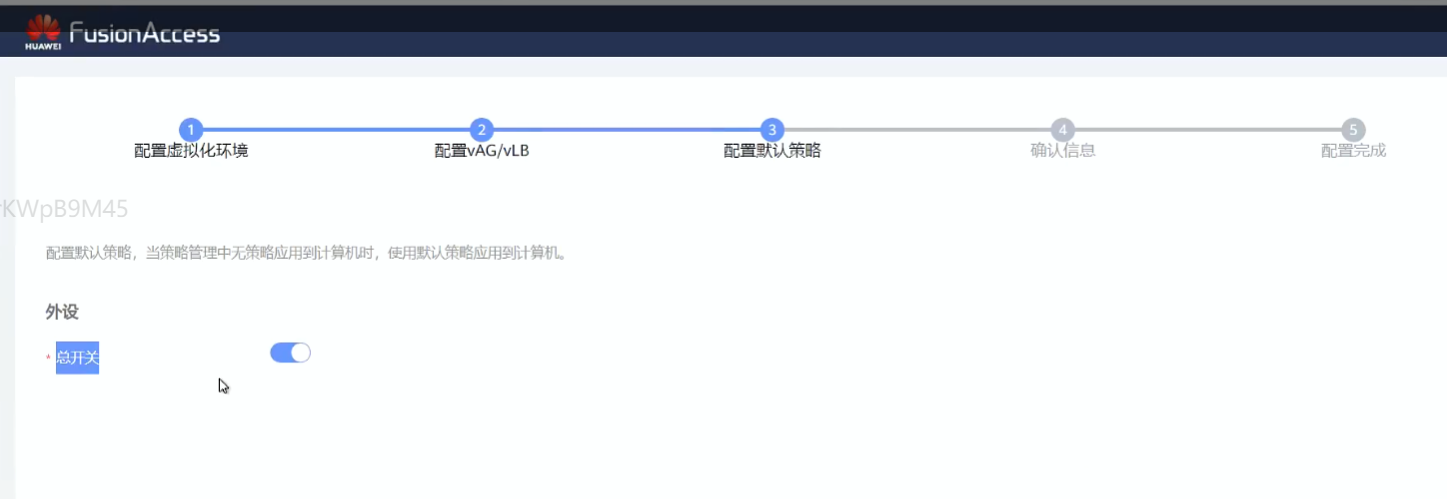 HUAWEI FusionAccess
1 2 3 4 5
配置虚拟化环境 配置vAG/vLB 配置默认策略 确认信息 配置完成
KWpB9M45
配置默认策略，当策略管理中无策略应用到计算机时，使用默认策略应用到计算机。
外设
* 总开关